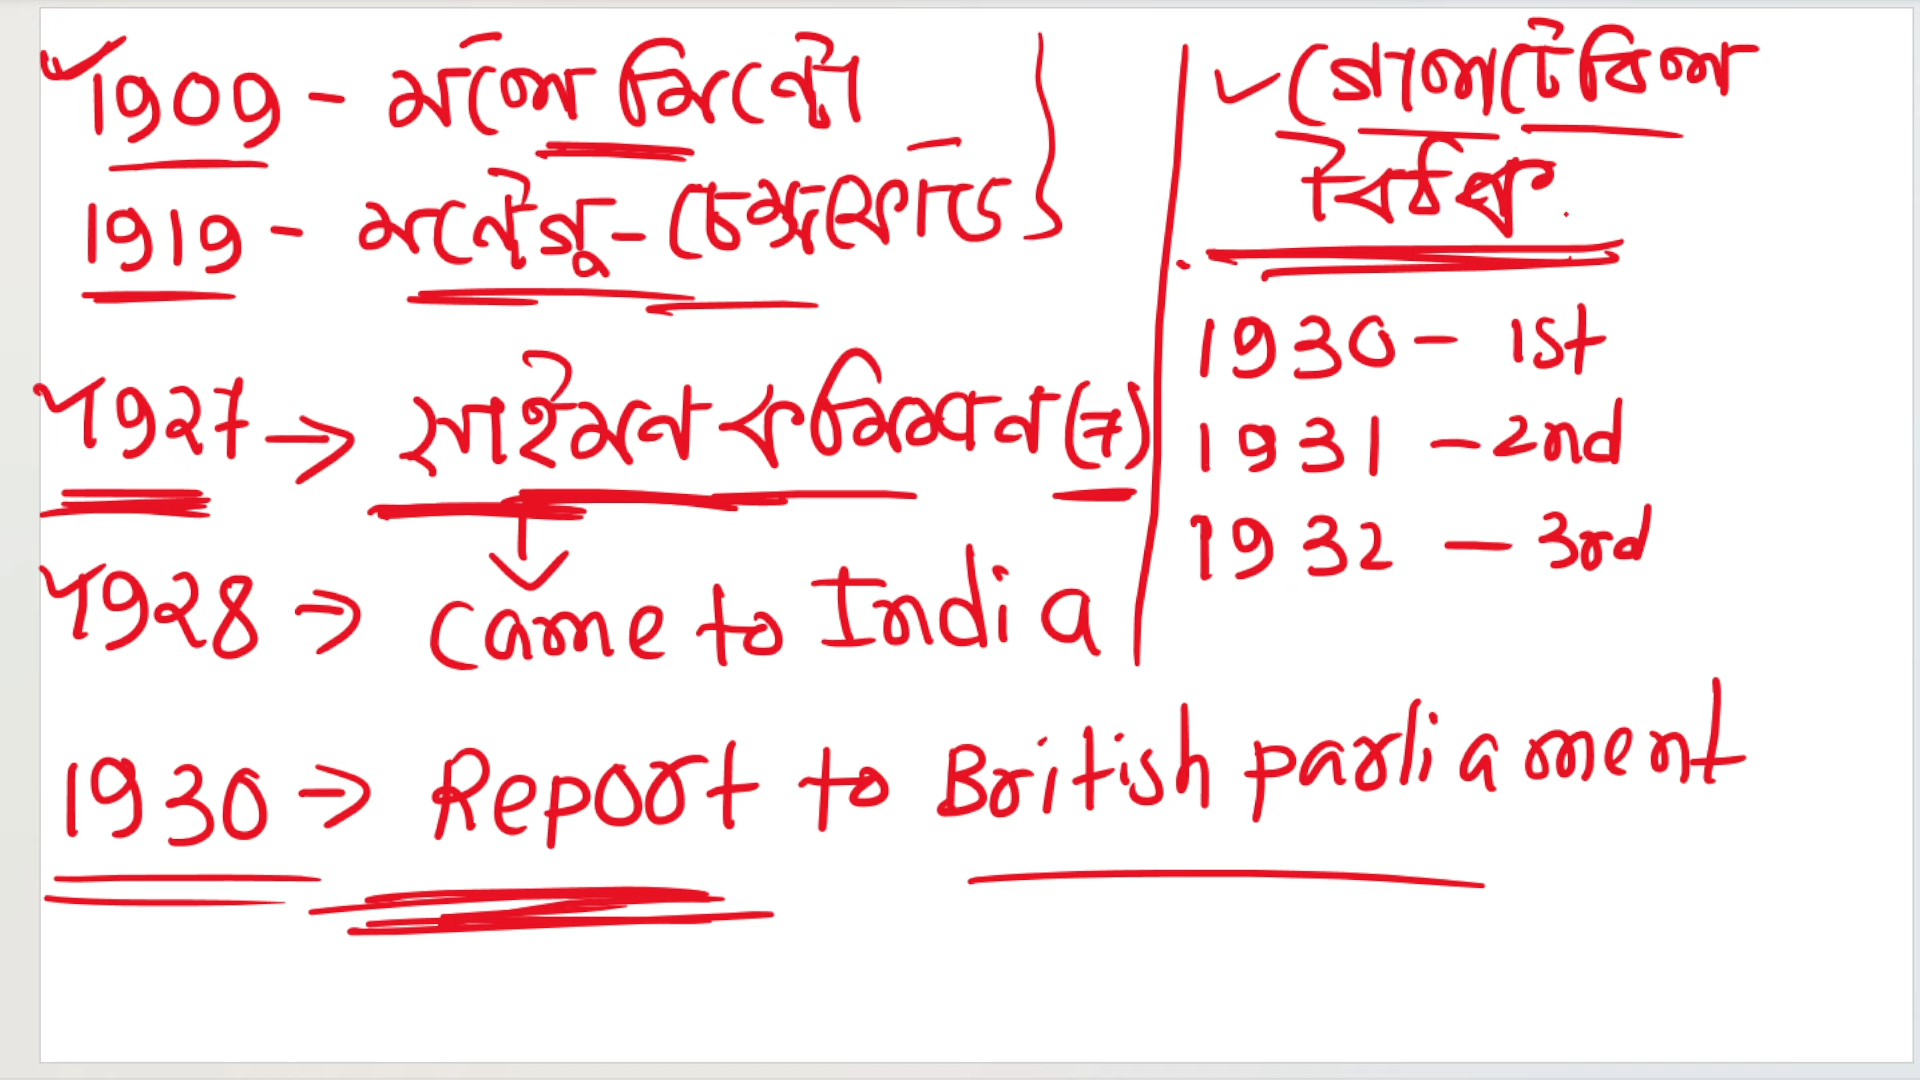 1909 - মর্লে মিন্টো
1919 - মন্টেগু - চেমসফোর্ড
1927 → সাইমন কমিশন (7)
1928 → Came to India
1930 → Report to British parliament
গোলটেবিল
বৈঠক
1930 - 1st
1931 - 2nd
1932 - 3rd